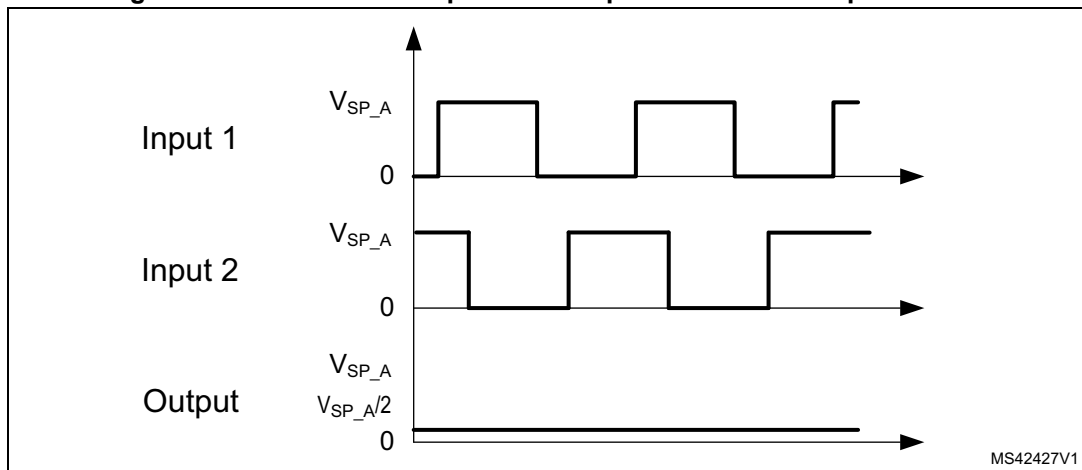 V_SP_A
Input 1
0
V_SP_A
Input 2
0
V_SP_A
Output
V_SP_A/2
0
MS42427V1